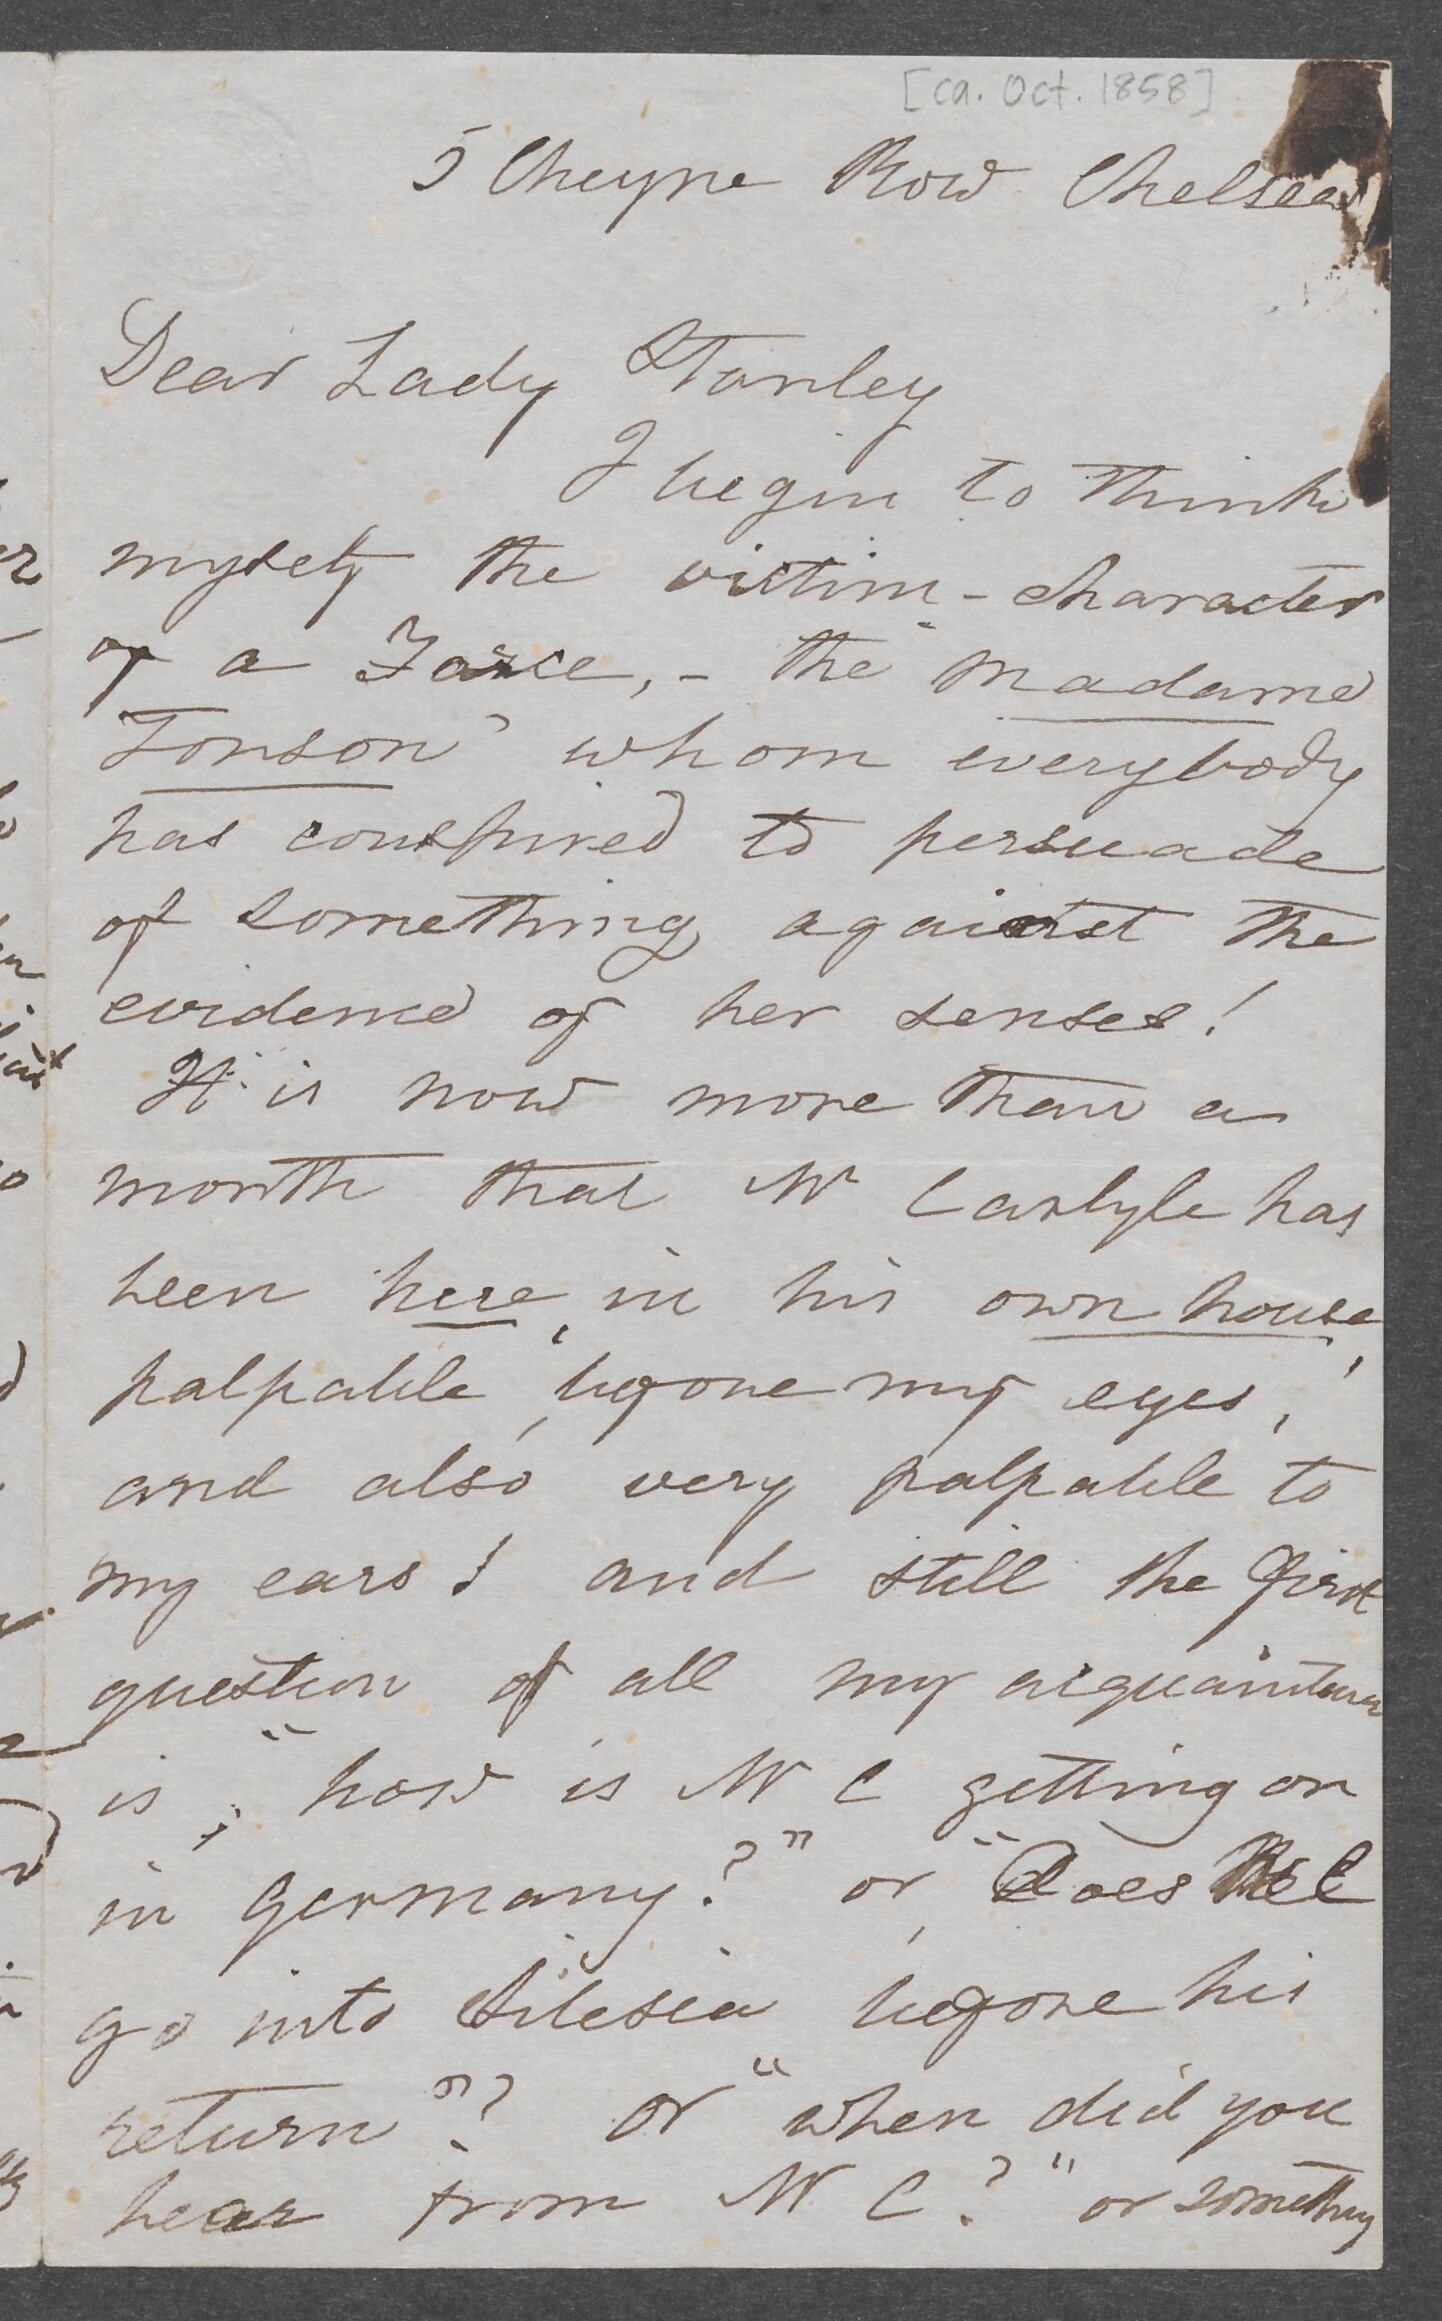 [ca. Oct. 1858]
5 Cheyne Row Chelsea
Dear Lady Stanley
I begin to think
myself the victim-character
of a Farce, - the Madame
Tonson whom everybody
has conspired to persuade
of something against the
evidence of her senses!
It is now more than a
month that Mr Carlyle has
been here, in his own house,
palpable before my eyes,
and also very palpable to
my ears! and still the first
question of all my acquaintance
is, "how is Mr C getting on
in Germany?" or, "Does Mr C
go into Silesia before his
return"? or "when did you
hear from Mr C?" or something